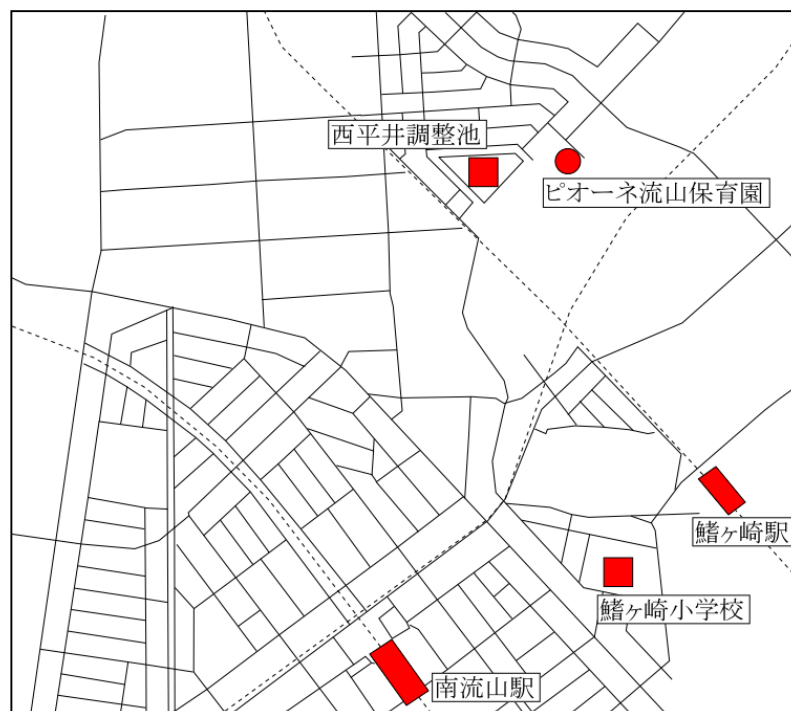 西平井調整池
ピオーネ流山保育園
鰭ヶ崎駅
鰭ヶ崎小学校
南流山駅